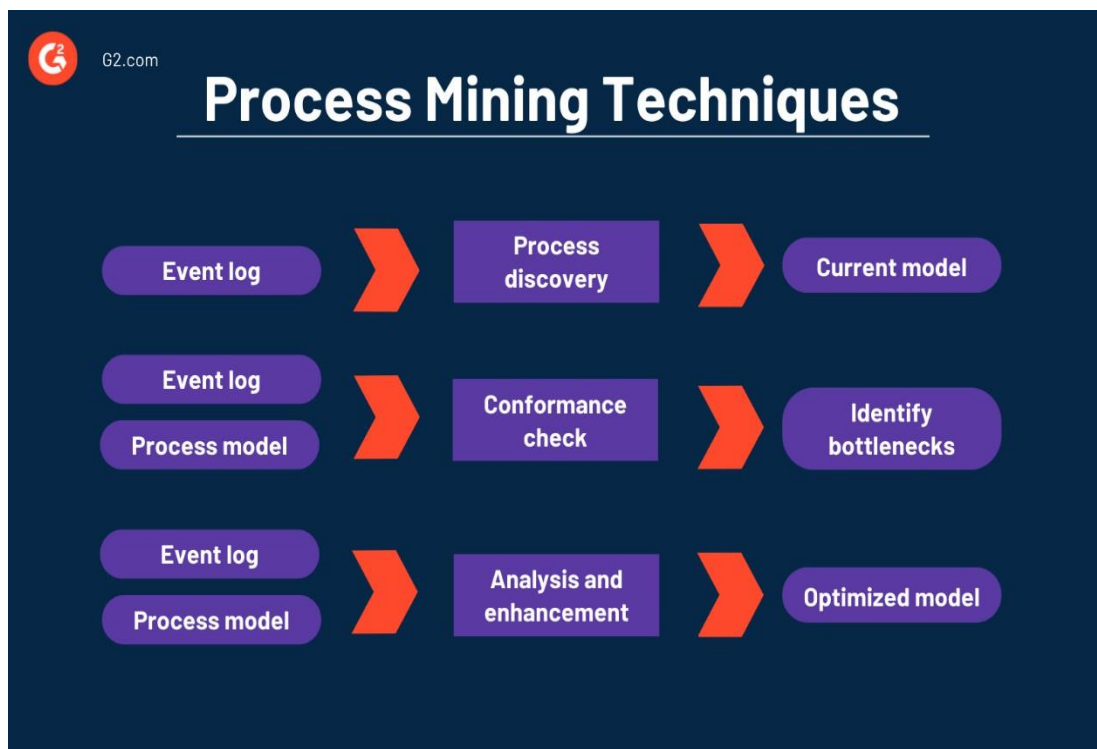 G2
G2.com
Process Mining Techniques
Event log
Process
discovery
Current model
Event log
Process model
Conformance
check
Identify
bottlenecks
Event log
Process model
Analysis and
enhancement
Optimized model